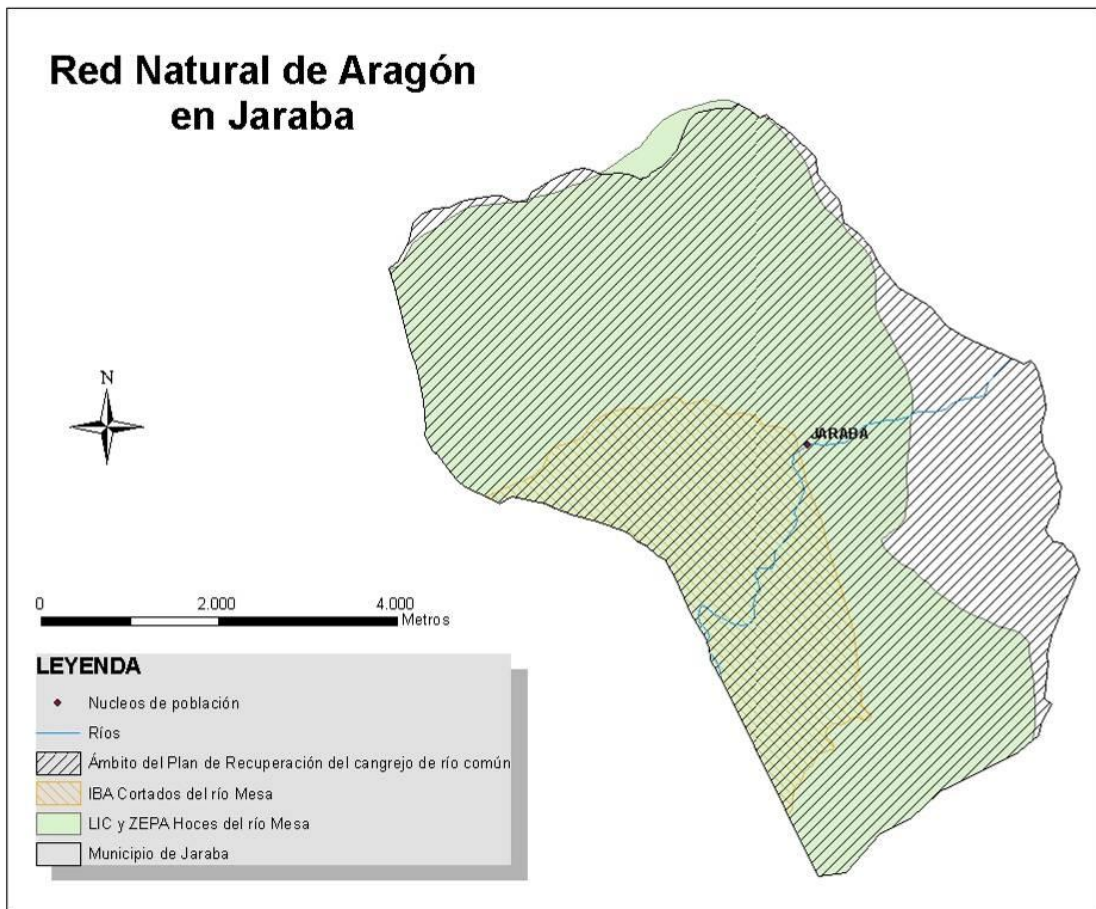 Red Natural de Aragón
en Jaraba
N
JARABA
0 2.000 4.000
Metros
LEYENDA
Nucleos de población
Ríos
Ámbito del Plan de Recuperación del cangrejo de río común
IBA Cortados del río Mesa
LIC y ZEPA Hoces del río Mesa
Municipio de Jaraba